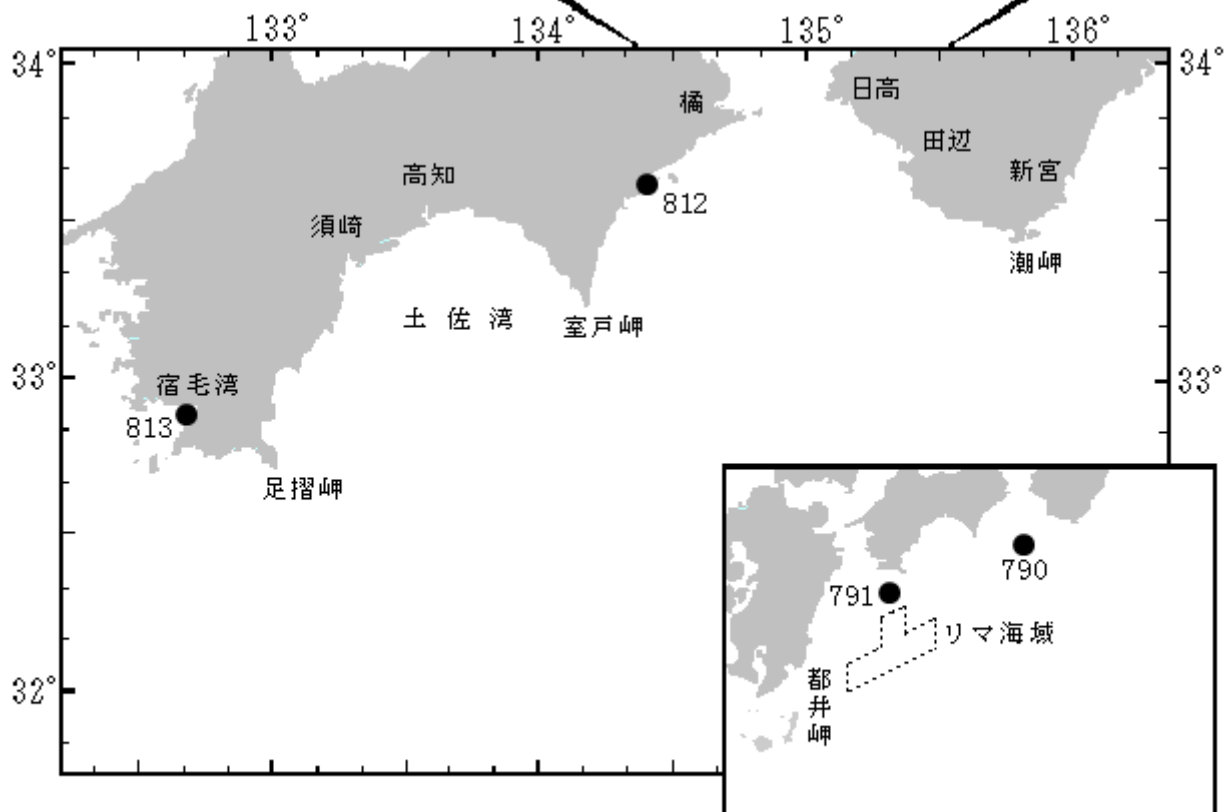 133°
134°
135°
136°
34°
34°
橘
日高
田辺
高知
新宮
812
須崎
潮岬
土佐湾
室戸岬
33°
33°
宿毛湾
813
足摺岬
790
791
リマ海域
32°
都井岬